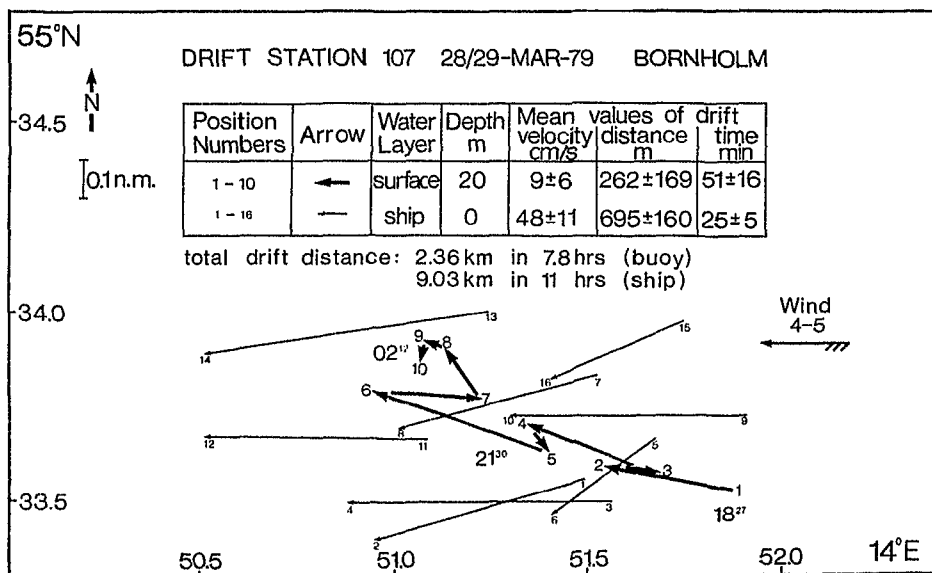 55°N
DRIFT STATION 107 28/29-MAR-79 BORNHOLM
N
34.5
0.1 n.m.
Position Numbers Arrow Water Layer Depth m Mean values of drift velocity cm/s distance m time min
1 - 10 surface 20 9±6 262±169 51±16
1 - 16 ship 0 48±11 695±160 25±5
total drift distance: 2.36 km in 7.8 hrs (buoy)
9.03 km in 11 hrs (ship)
34.0
13
Wind
4-5
15
14
9 8
02¹²
10
16 7
6
7
10 4 9
8
12 11
5
21³⁰ 5
2 3
1
1
18²⁷
33.5
4 3
6
2
50.5 51.0 51.5 52.0 14°E